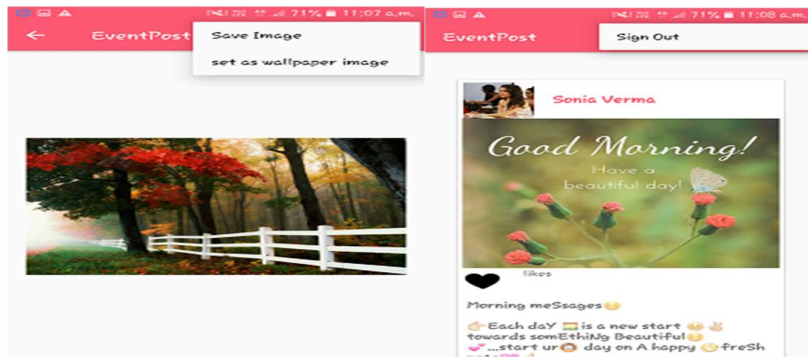 71% 11:07 a.m.
EventPost
Save Image
set as wallpaper image
71% 11:08 a.m.
EventPost
Sign Out
Sonia Verma
Good Morning!
Have a
beautiful day!
likes
Morning meSsages😊
👉Each daY 🌅 is a new start 😊✌
towards somEthiNg Beautiful😊
💕...start ur👩 day on A happy 😊 freSh